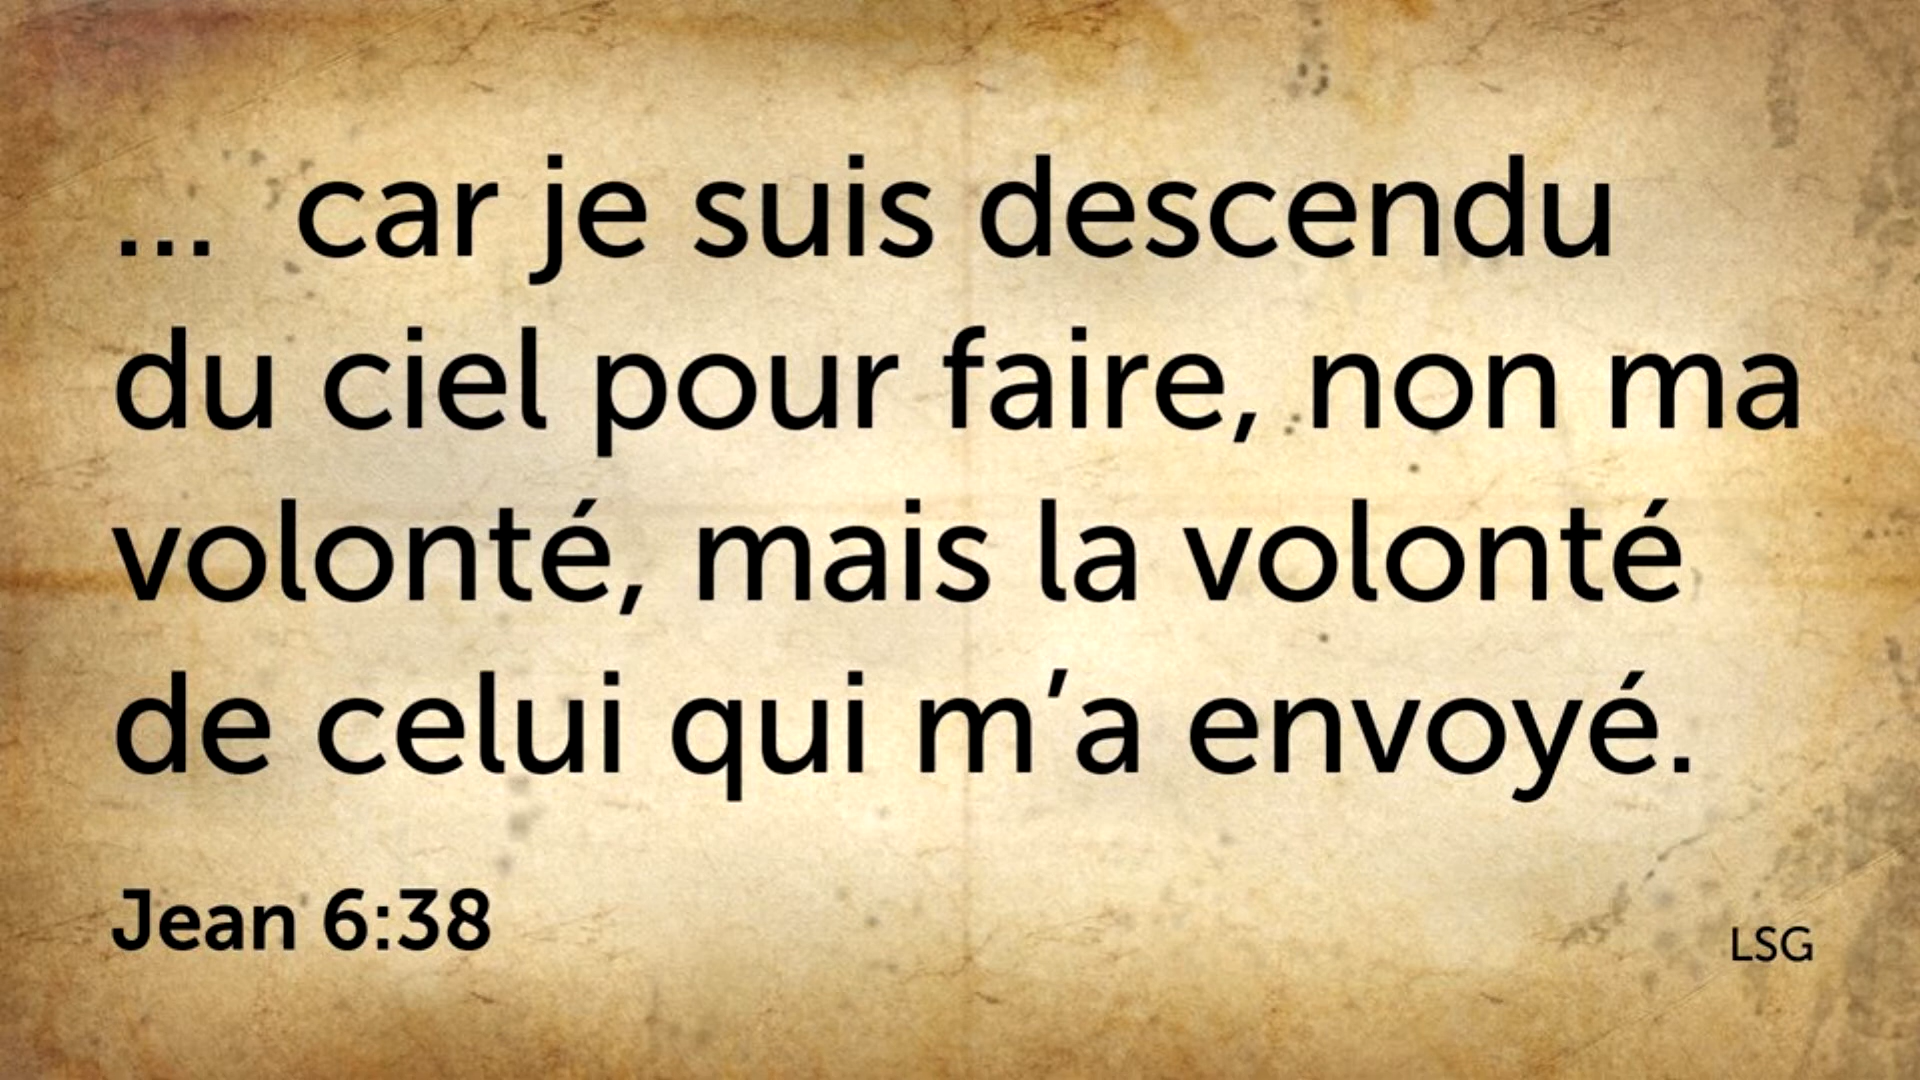 ...  car je suis descendu
du ciel pour faire, non ma
volonté, mais la volonté
de celui qui m’a envoyé.
Jean 6:38
LSG